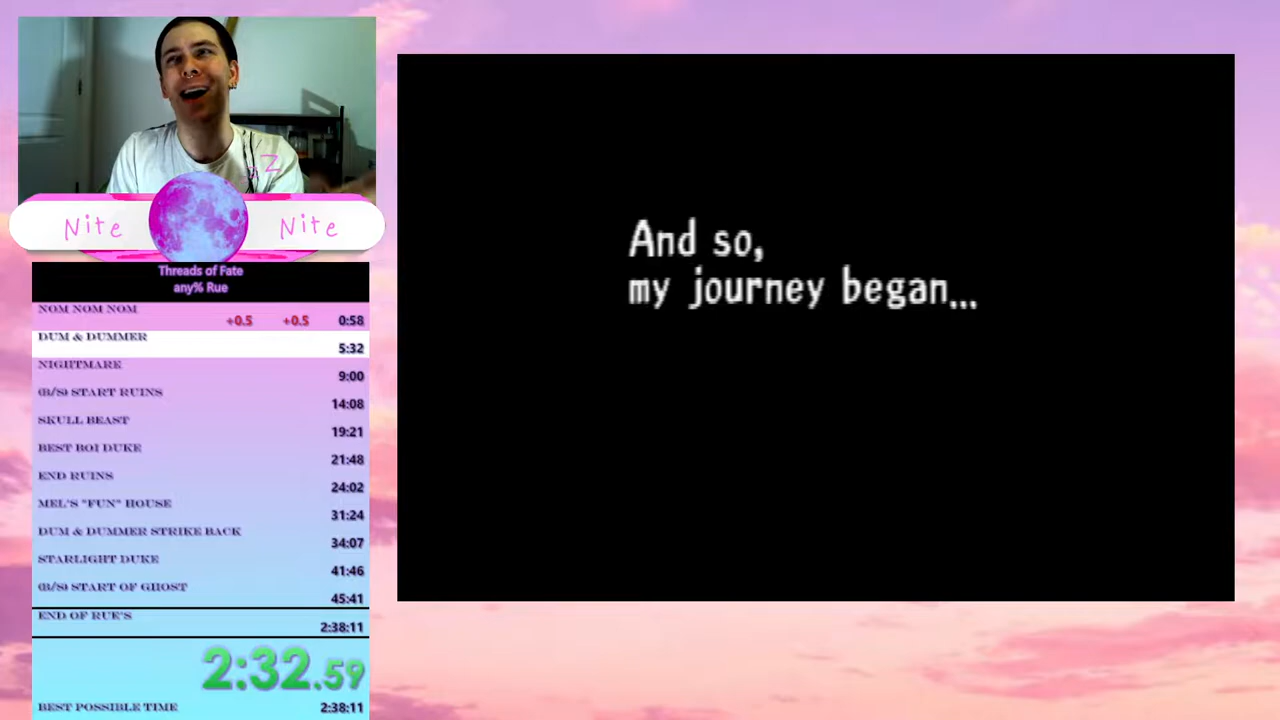 Z
Nite Nite
Threads of Fate
any% Rue
NOM NOM NOM +0.5 +0.5 0:58
DUM & DUMMER 5:32
NIGHTMARE 9:00
(B/S) START RUINS 14:08
SKULL BEAST 19:21
BEST BOI DUKE 21:48
END RUINS 24:02
MEL'S "FUN" HOUSE 31:24
DUM & DUMMER STRIKE BACK 34:07
STARLIGHT DUKE 41:46
(B/S) START OF GHOST 45:41
END OF RUE'S 2:38:11
2:32.59
BEST POSSIBLE TIME 2:38:11
And so,
my journey began...